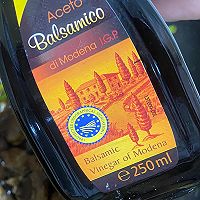 Aceto
Balsamico
di Modena I.G.P.
Balsamic
Vinegar of Modena
℮ 250 ml